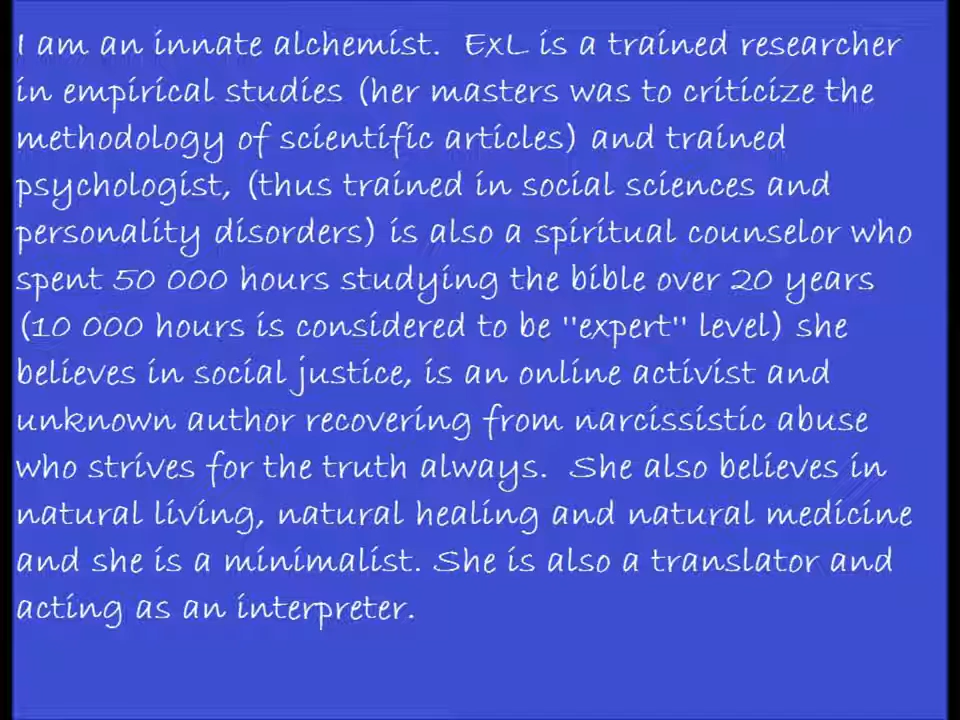 I am an innate alchemist. ExL is a trained researcher
in empirical studies (her masters was to criticize the
methodology of scientific articles) and trained
psychologist, (thus trained in social sciences and
personality disorders) is also a spiritual counselor who
spent 50 000 hours studying the bible over 20 years
(10 000 hours is considered to be "expert" level) she
believes in social justice, is an online activist and
unknown author recovering from narcissistic abuse
who strives for the truth always. She also believes in
natural living, natural healing and natural medicine
and she is a minimalist. She is also a translator and
acting as an interpreter.